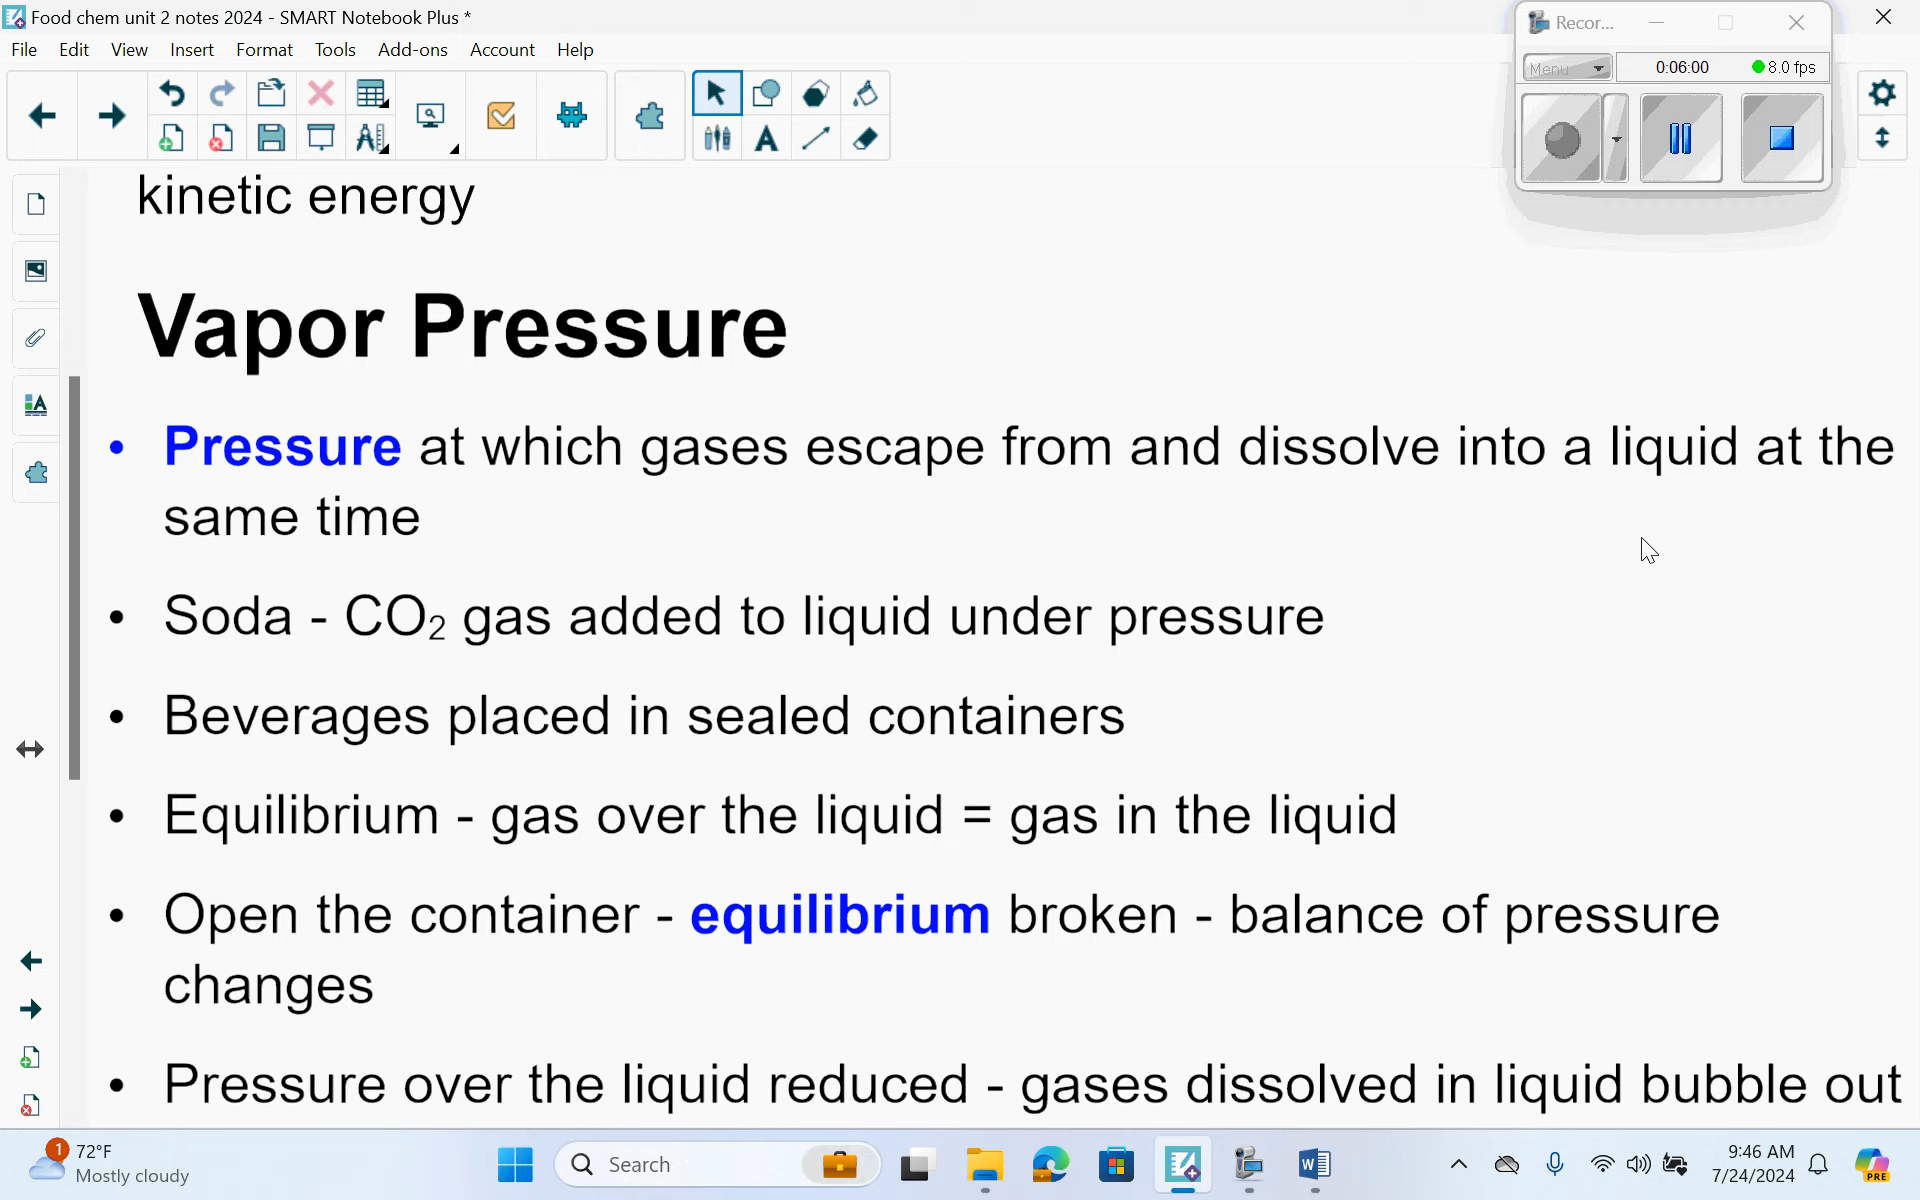 Food chem unit 2 notes 2024 - SMART Notebook Plus *
File Edit View Insert Format Tools Add-ons Account Help
Recor...
Menu 0:06:00 8.0 fps
kinetic energy
Vapor Pressure
• Pressure at which gases escape from and dissolve into a liquid at the
same time
• Soda - CO₂ gas added to liquid under pressure
• Beverages placed in sealed containers
• Equilibrium - gas over the liquid = gas in the liquid
• Open the container - equilibrium broken - balance of pressure
changes
• Pressure over the liquid reduced - gases dissolved in liquid bubble out
1
72°F
Mostly cloudy
Search
9:46 AM
7/24/2024
PRE